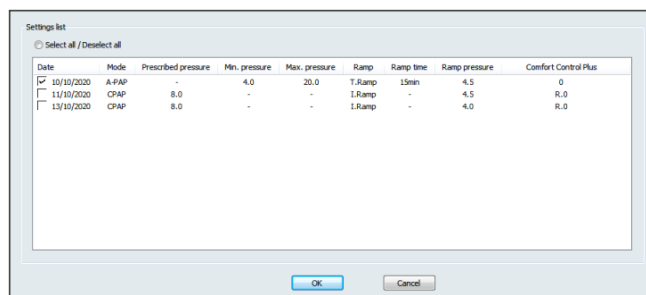 Settings list
Select all / Deselect all
Date Mode Prescribed pressure Min. pressure Max. pressure Ramp Ramp time Ramp pressure Comfort Control Plus
10/10/2020 A-PAP - 4.0 20.0 T.Ramp 15min 4.5 0
11/10/2020 CPAP 8.0 - - I.Ramp - 4.5 R.0
13/10/2020 CPAP 8.0 - - I.Ramp - 4.0 R.0
OK Cancel